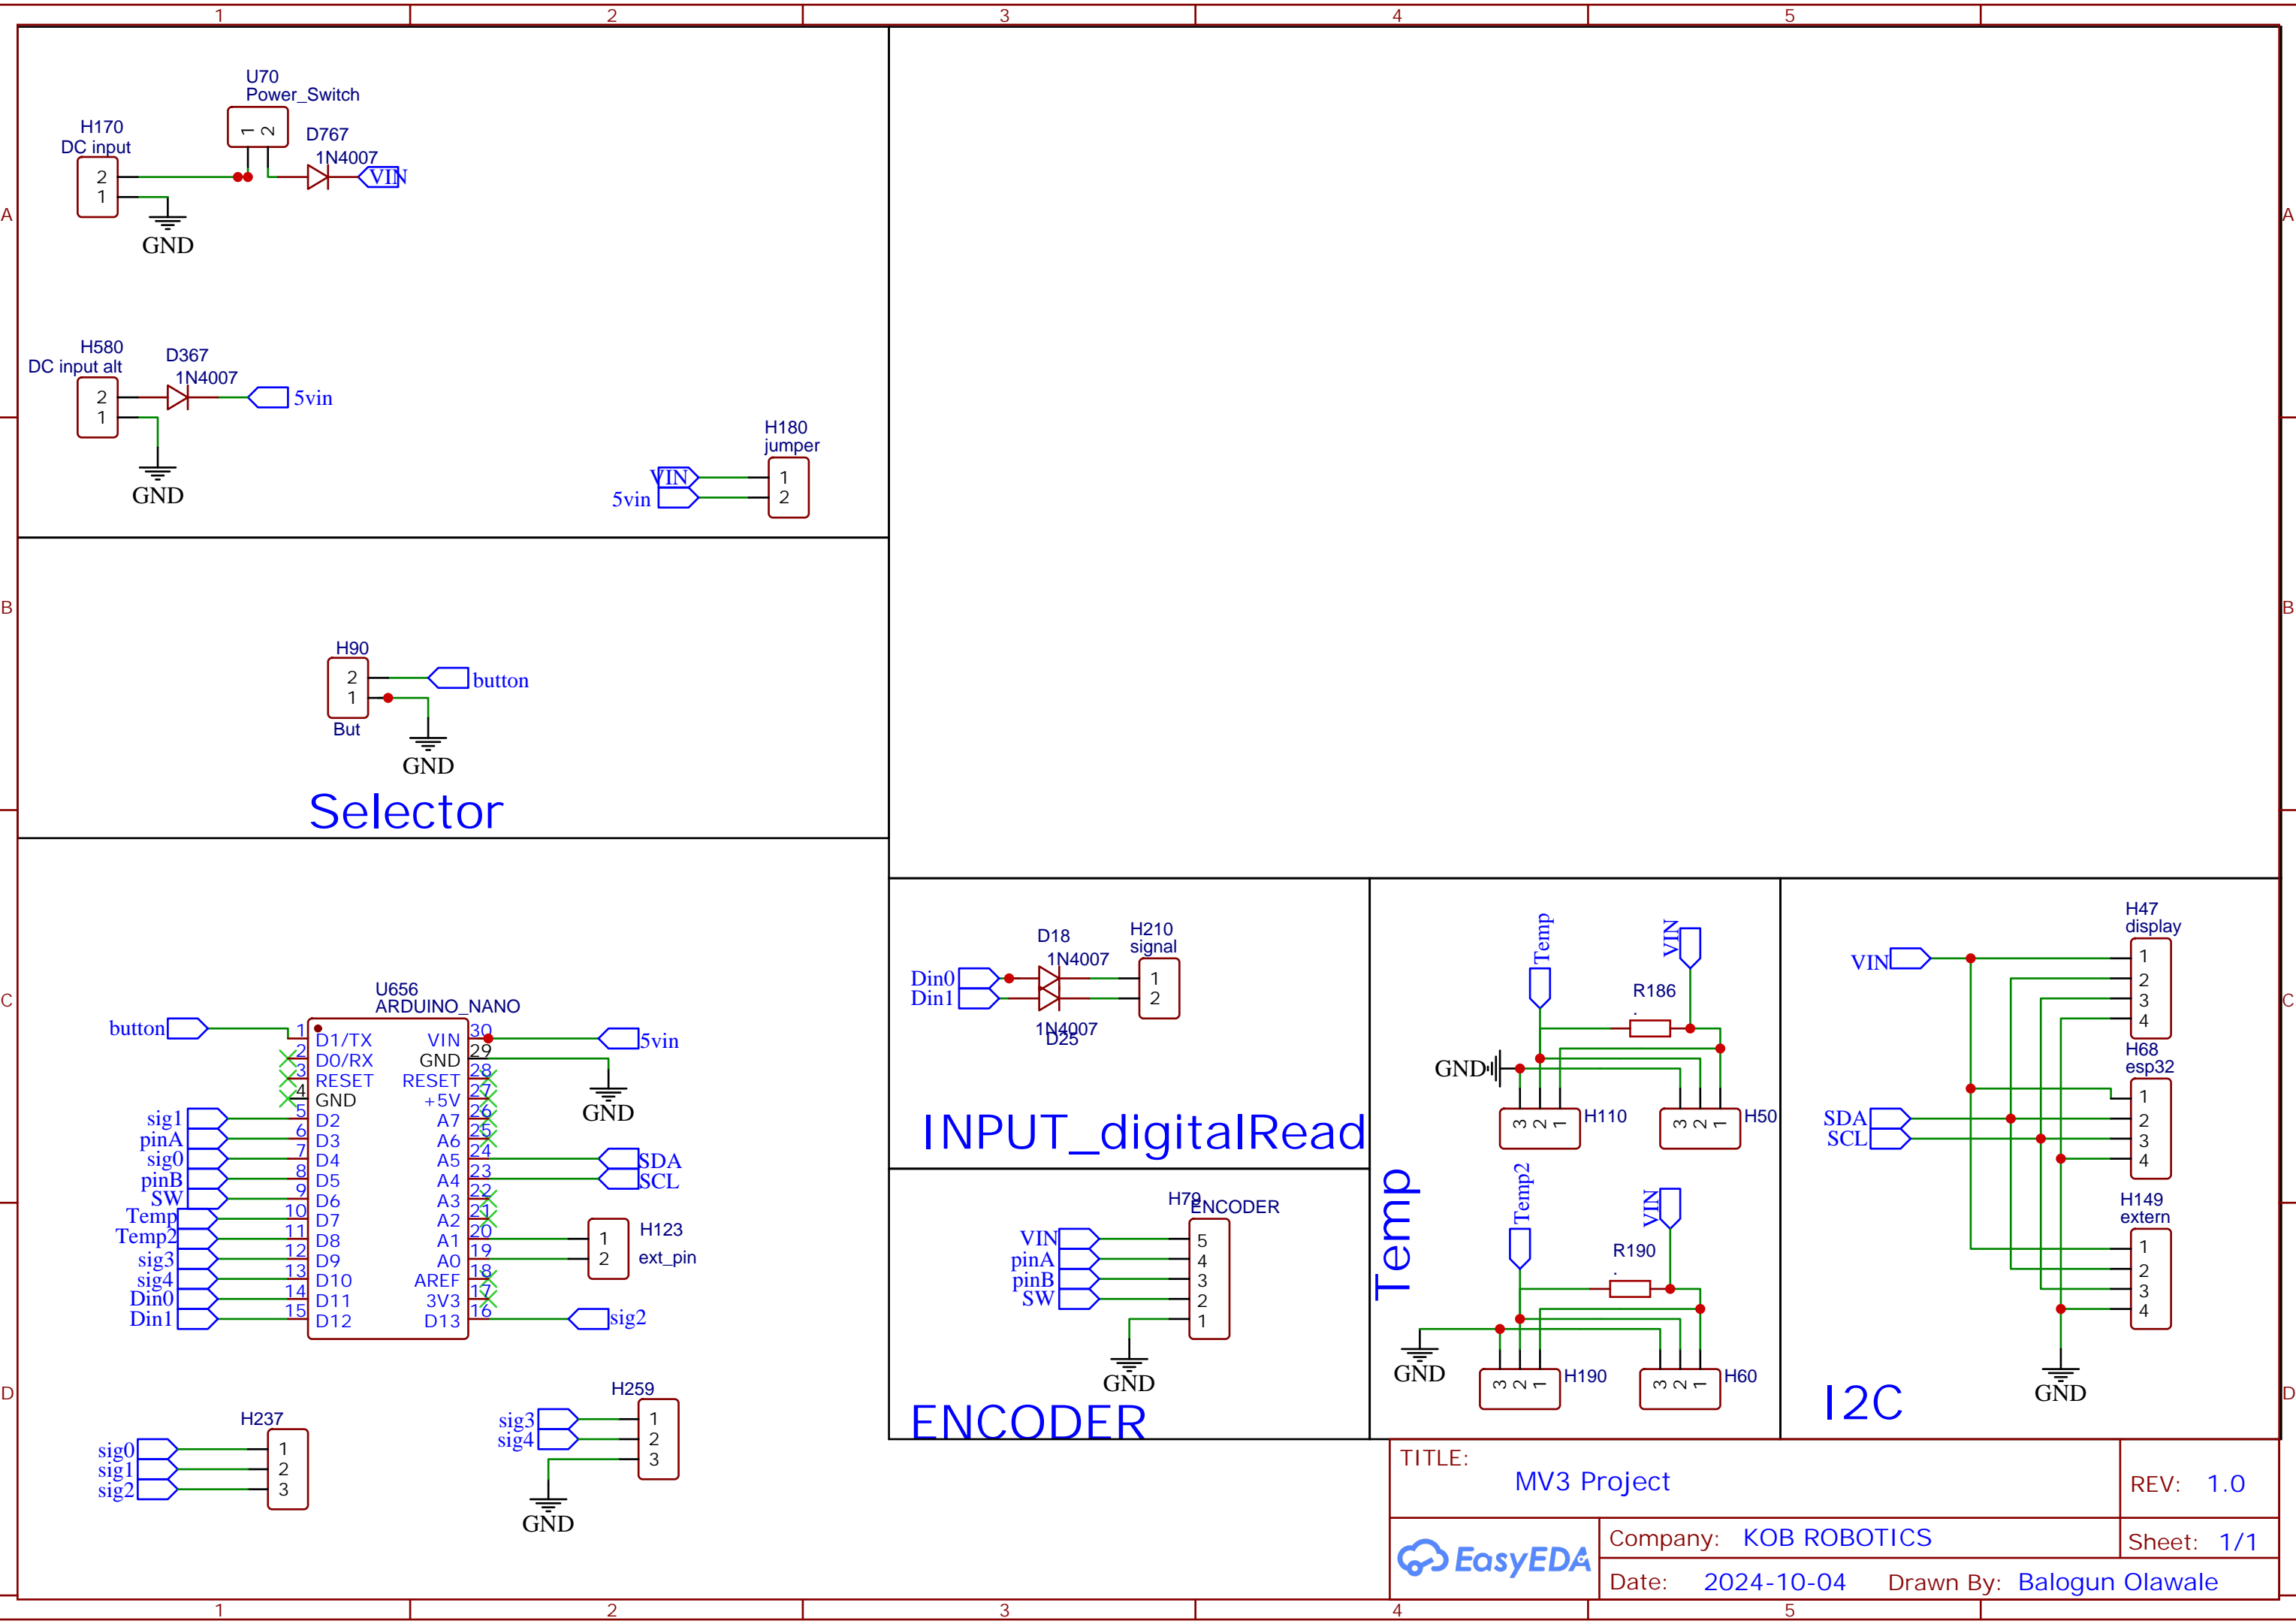 1 2 3 4 5
A
B
C
D
A
B
C
D
U70
Power_Switch
1 2
H170
DC input
2
1
D767
1N4007
VIN
GND
H580
DC input alt
2
1
D367
1N4007
5vin
GND
H180
jumper
VIN 1
5vin 2
H90
2 button
1
But
GND
Selector
U656
ARDUINO_NANO
button 1 D1/TX VIN 30 5vin
2 D0/RX GND 29
3 RESET RESET 28
4 GND +5V 27
GND
sig1 5 D2 A7 26
pinA 6 D3 A6 25
sig0 7 D4 A5 24 SDA
pinB 8 D5 A4 23 SCL
SW 9 D6 A3 22
Temp 10 D7 A2 21
Temp2 11 D8 A1 20 1
sig3 12 D9 A0 19 2
H123
ext_pin
sig4 13 D10 AREF 18
Din0 14 D11 3V3 17
Din1 15 D12 D13 16 sig2
H237
sig0 1
sig1 2
sig2 3
H259
sig3 1
sig4 2
3
GND
D18
1N4007
H210
signal
Din0 1
Din1 2
1N4007
D25
INPUT_digitalRead
H79
ENCODER
VIN 5
pinA 4
pinB 3
SW 2
1
GND
ENCODER
Temp
VIN
R186
.
GND
3 2 1 H110
3 2 1 H50
Temp2
VIN
R190
.
GND
3 2 1 H190
3 2 1 H60
Temp
H47
display
VIN 1
2
3
4
H68
esp32
1
SDA 2
SCL 3
4
H149
extern
1
2
3
4
GND
I2C
TITLE:
MV3 Project
REV: 1.0
EasyEDA
Company: KOB ROBOTICS
Sheet: 1/1
Date: 2024-10-04 Drawn By: Balogun Olawale
1 2 3 4 5